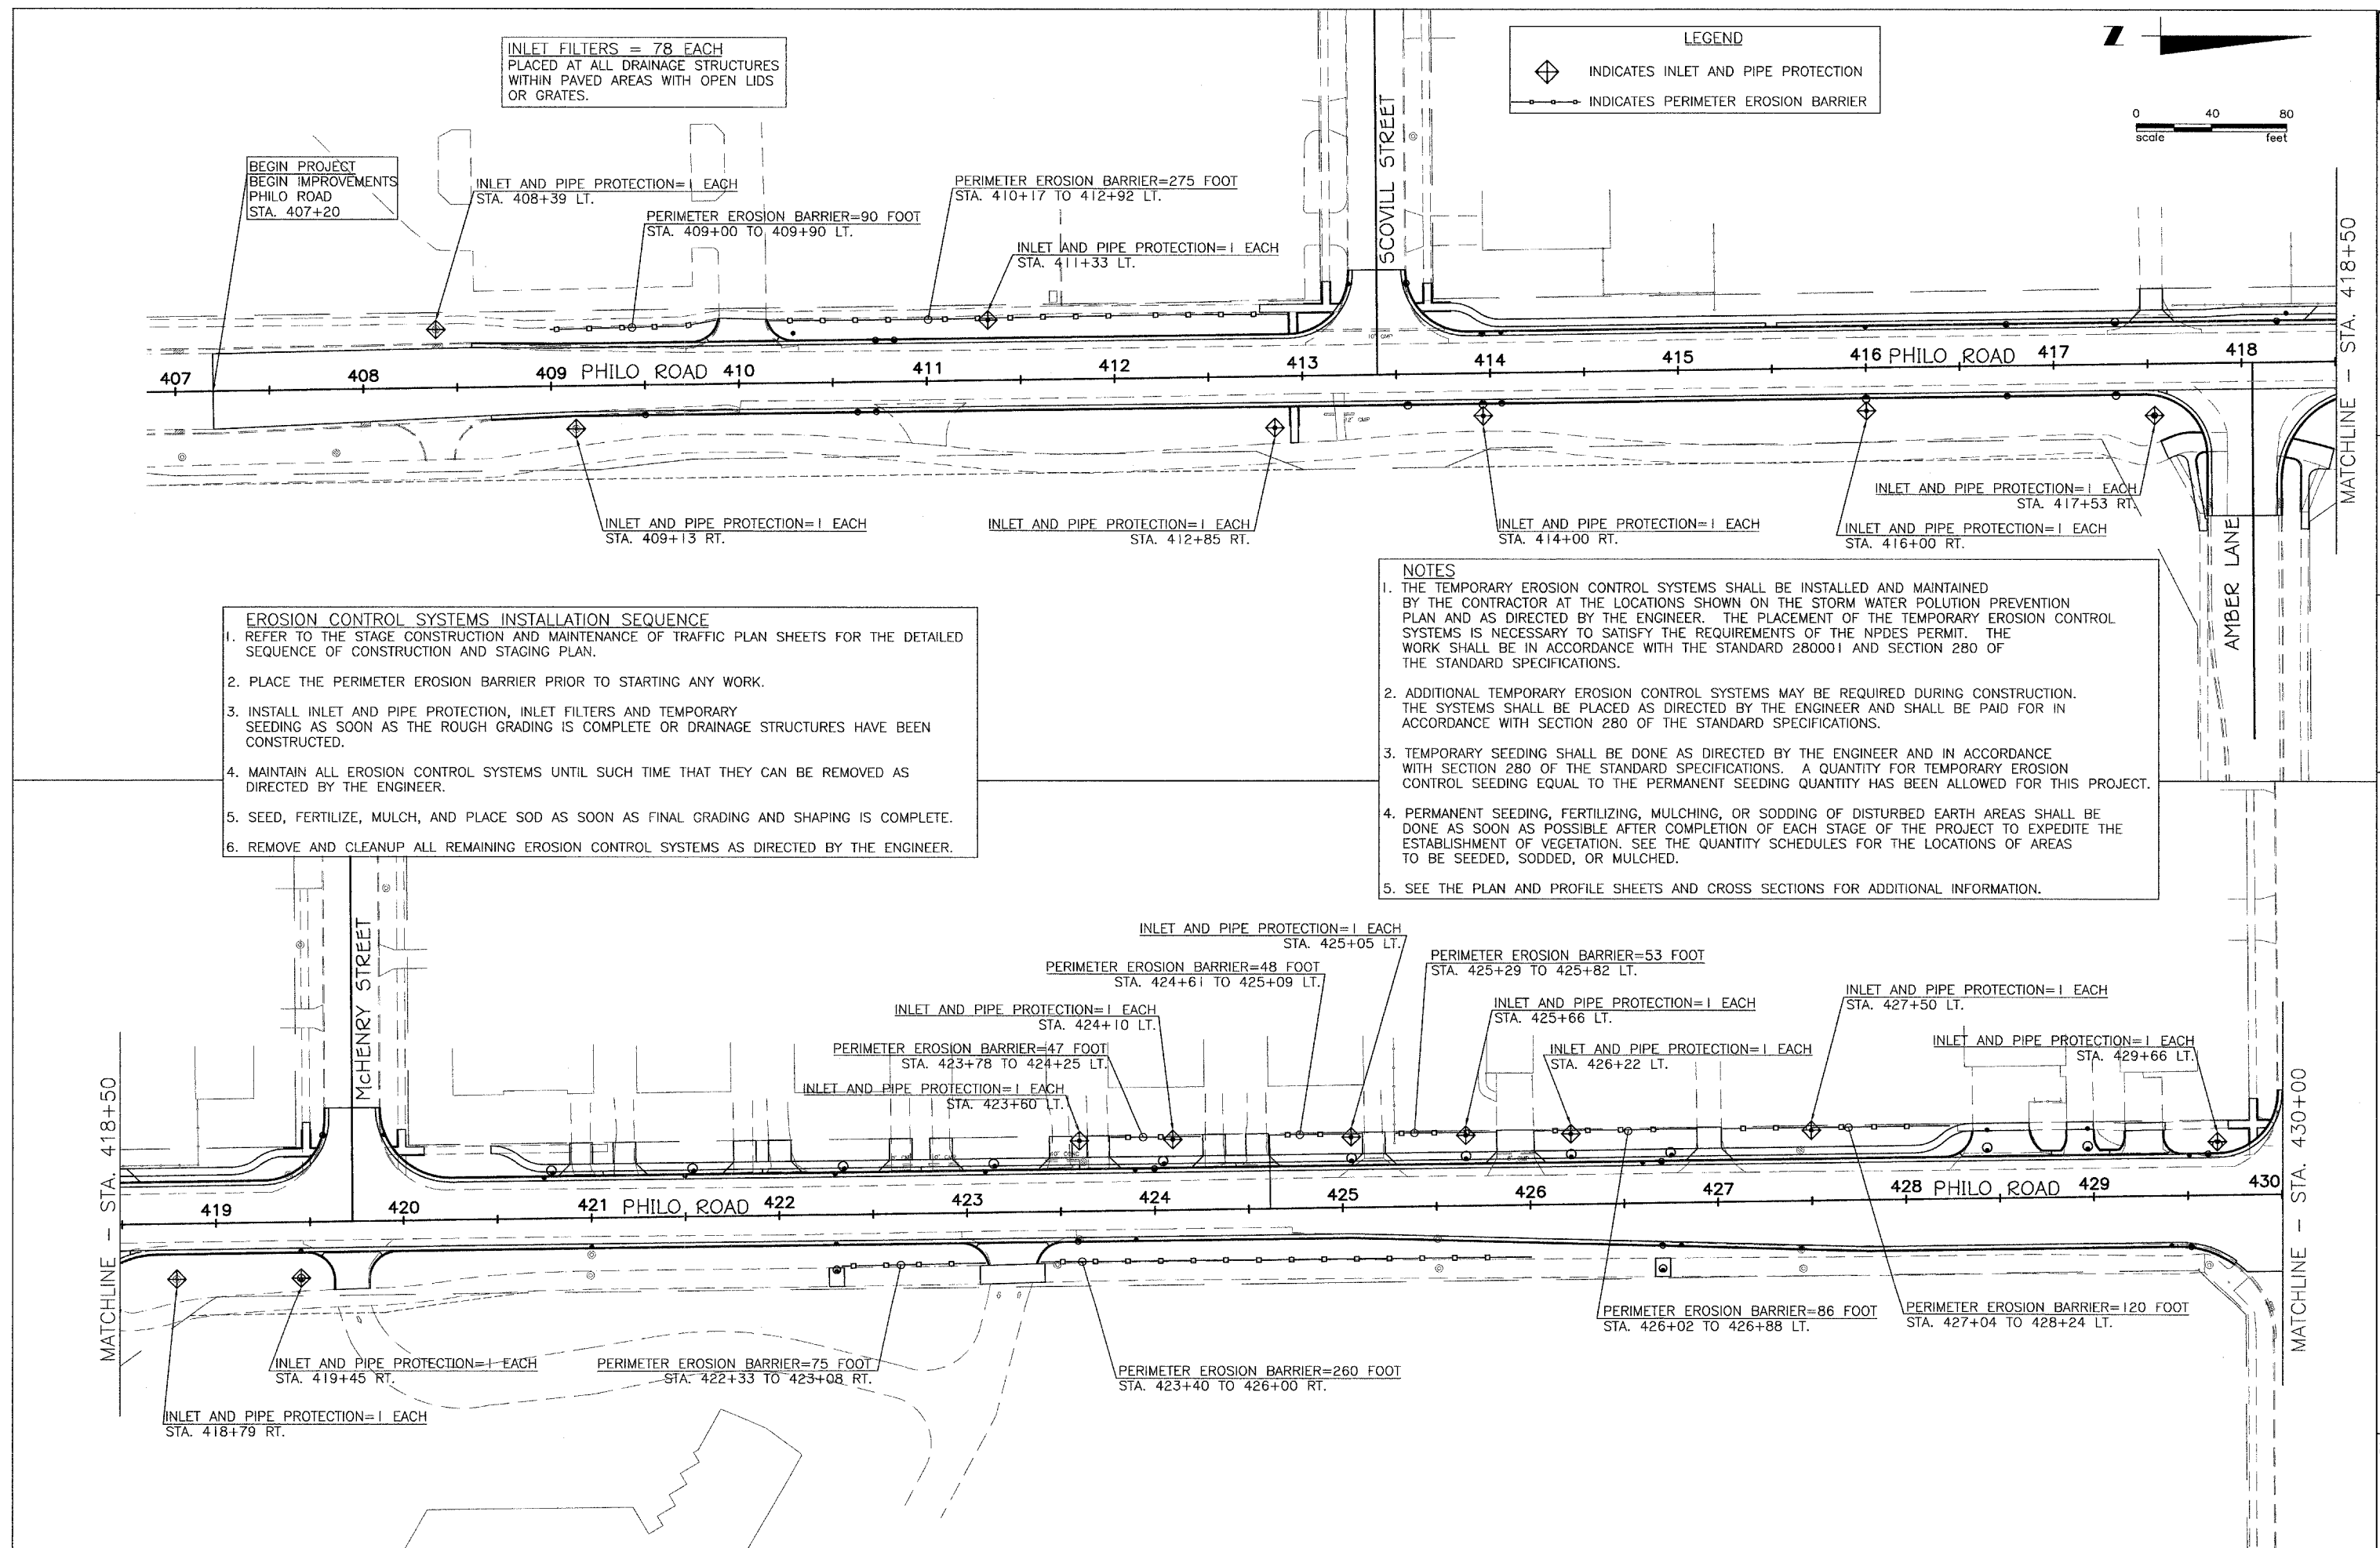 INLET FILTERS = 78 EACH
PLACED AT ALL DRAINAGE STRUCTURES
WITHIN PAVED AREAS WITH OPEN LIDS
OR GRATES.
LEGEND
INDICATES INLET AND PIPE PROTECTION
INDICATES PERIMETER EROSION BARRIER
Z
0 40 80
scale feet
BEGIN PROJECT
BEGIN IMPROVEMENTS
PHILO ROAD
STA. 407+20
INLET AND PIPE PROTECTION=1 EACH
STA. 408+39 LT.
PERIMETER EROSION BARRIER=90 FOOT
STA. 409+00 TO 409+90 LT.
PERIMETER EROSION BARRIER=275 FOOT
STA. 410+17 TO 412+92 LT.
INLET AND PIPE PROTECTION=1 EACH
STA. 411+33 LT.
SCOVILL STREET
MATCHLINE - STA. 418+50
407 408 409 PHILO ROAD 410 411 412 413 414 415 416 PHILO ROAD 417 418
INLET AND PIPE PROTECTION=1 EACH
STA. 409+13 RT.
INLET AND PIPE PROTECTION=1 EACH
STA. 412+85 RT.
INLET AND PIPE PROTECTION=1 EACH
STA. 414+00 RT.
INLET AND PIPE PROTECTION=1 EACH
STA. 417+53 RT.
INLET AND PIPE PROTECTION=1 EACH
STA. 416+00 RT.
AMBER LANE
EROSION CONTROL SYSTEMS INSTALLATION SEQUENCE
1. REFER TO THE STAGE CONSTRUCTION AND MAINTENANCE OF TRAFFIC PLAN SHEETS FOR THE DETAILED
SEQUENCE OF CONSTRUCTION AND STAGING PLAN.
2. PLACE THE PERIMETER EROSION BARRIER PRIOR TO STARTING ANY WORK.
3. INSTALL INLET AND PIPE PROTECTION, INLET FILTERS AND TEMPORARY
SEEDING AS SOON AS THE ROUGH GRADING IS COMPLETE OR DRAINAGE STRUCTURES HAVE BEEN
CONSTRUCTED.
4. MAINTAIN ALL EROSION CONTROL SYSTEMS UNTIL SUCH TIME THAT THEY CAN BE REMOVED AS
DIRECTED BY THE ENGINEER.
5. SEED, FERTILIZE, MULCH, AND PLACE SOD AS SOON AS FINAL GRADING AND SHAPING IS COMPLETE.
6. REMOVE AND CLEANUP ALL REMAINING EROSION CONTROL SYSTEMS AS DIRECTED BY THE ENGINEER.
NOTES
1. THE TEMPORARY EROSION CONTROL SYSTEMS SHALL BE INSTALLED AND MAINTAINED
BY THE CONTRACTOR AT THE LOCATIONS SHOWN ON THE STORM WATER POLUTION PREVENTION
PLAN AND AS DIRECTED BY THE ENGINEER. THE PLACEMENT OF THE TEMPORARY EROSION CONTROL
SYSTEMS IS NECESSARY TO SATISFY THE REQUIREMENTS OF THE NPDES PERMIT. THE
WORK SHALL BE IN ACCORDANCE WITH THE STANDARD 280001 AND SECTION 280 OF
THE STANDARD SPECIFICATIONS.
2. ADDITIONAL TEMPORARY EROSION CONTROL SYSTEMS MAY BE REQUIRED DURING CONSTRUCTION.
THE SYSTEMS SHALL BE PLACED AS DIRECTED BY THE ENGINEER AND SHALL BE PAID FOR IN
ACCORDANCE WITH SECTION 280 OF THE STANDARD SPECIFICATIONS.
3. TEMPORARY SEEDING SHALL BE DONE AS DIRECTED BY THE ENGINEER AND IN ACCORDANCE
WITH SECTION 280 OF THE STANDARD SPECIFICATIONS. A QUANTITY FOR TEMPORARY EROSION
CONTROL SEEDING EQUAL TO THE PERMANENT SEEDING QUANTITY HAS BEEN ALLOWED FOR THIS PROJECT.
4. PERMANENT SEEDING, FERTILIZING, MULCHING, OR SODDING OF DISTURBED EARTH AREAS SHALL BE
DONE AS SOON AS POSSIBLE AFTER COMPLETION OF EACH STAGE OF THE PROJECT TO EXPEDITE THE
ESTABLISHMENT OF VEGETATION. SEE THE QUANTITY SCHEDULES FOR THE LOCATIONS OF AREAS
TO BE SEEDED, SODDED, OR MULCHED.
5. SEE THE PLAN AND PROFILE SHEETS AND CROSS SECTIONS FOR ADDITIONAL INFORMATION.
McHENRY STREET
MATCHLINE - STA. 418+50
INLET AND PIPE PROTECTION=1 EACH
STA. 425+05 LT.
PERIMETER EROSION BARRIER=48 FOOT
STA. 424+61 TO 425+09 LT.
INLET AND PIPE PROTECTION=1 EACH
STA. 424+10 LT.
PERIMETER EROSION BARRIER=47 FOOT
STA. 423+78 TO 424+25 LT.
INLET AND PIPE PROTECTION=1 EACH
STA. 423+60 LT.
PERIMETER EROSION BARRIER=53 FOOT
STA. 425+29 TO 425+82 LT.
INLET AND PIPE PROTECTION=1 EACH
STA. 425+66 LT.
INLET AND PIPE PROTECTION=1 EACH
STA. 426+22 LT.
INLET AND PIPE PROTECTION=1 EACH
STA. 427+50 LT.
INLET AND PIPE PROTECTION=1 EACH
STA. 429+66 LT.
MATCHLINE - STA. 430+00
419 420 421 PHILO ROAD 422 423 424 425 426 427 428 PHILO ROAD 429 430
INLET AND PIPE PROTECTION=1 EACH
STA. 419+45 RT.
INLET AND PIPE PROTECTION=1 EACH
STA. 418+79 RT.
PERIMETER EROSION BARRIER=75 FOOT
STA. 422+33 TO 423+08 RT.
PERIMETER EROSION BARRIER=260 FOOT
STA. 423+40 TO 426+00 RT.
PERIMETER EROSION BARRIER=86 FOOT
STA. 426+02 TO 426+88 LT.
PERIMETER EROSION BARRIER=120 FOOT
STA. 427+04 TO 428+24 LT.